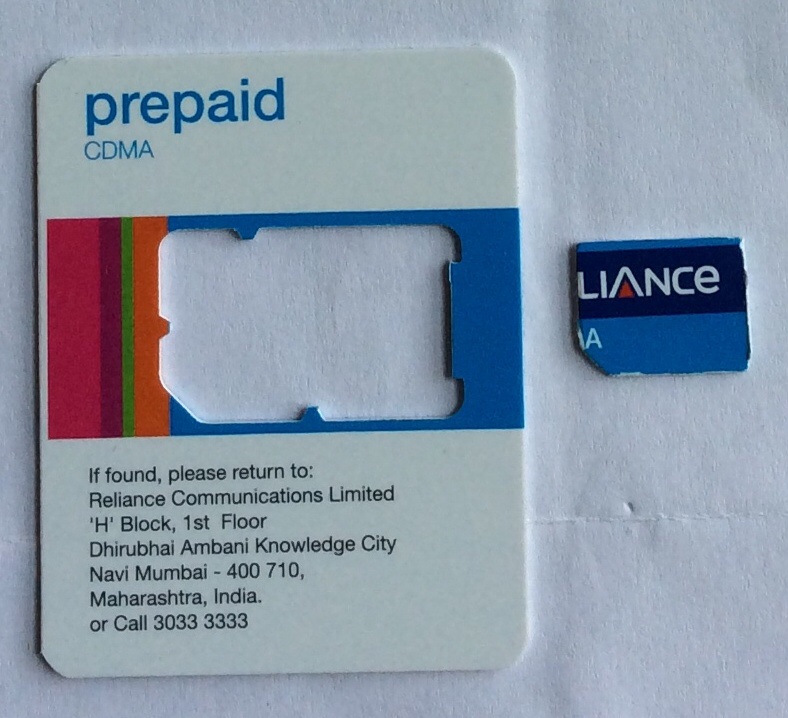 prepaid
CDMA
LIANCe
A
If found, please return to:
Reliance Communications Limited
'H' Block, 1st Floor
Dhirubhai Ambani Knowledge City
Navi Mumbai - 400 710,
Maharashtra, India.
or Call 3033 3333